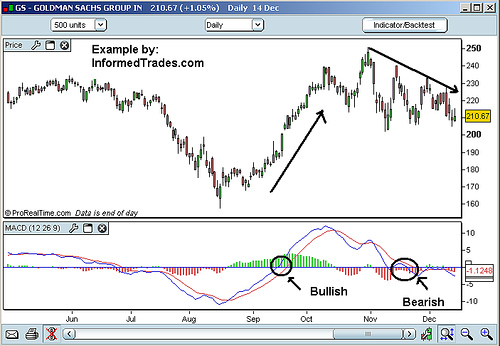 GS - GOLDMAN SACHS GROUP IN 210.67 (+1.05%) Daily 14 Dec
500 units
Daily
Indicator/Backtest
Price
Example by:
InformedTrades.com
250
240
230
220
210.67
200
190
180
170
160
© ProRealTime.com Data is end of day
MACD (12 26 9)
10
5
0
-1.1248
-5
-10
Bullish
Bearish
Jun
Jul
Aug
Sep
Oct
Nov
Dec